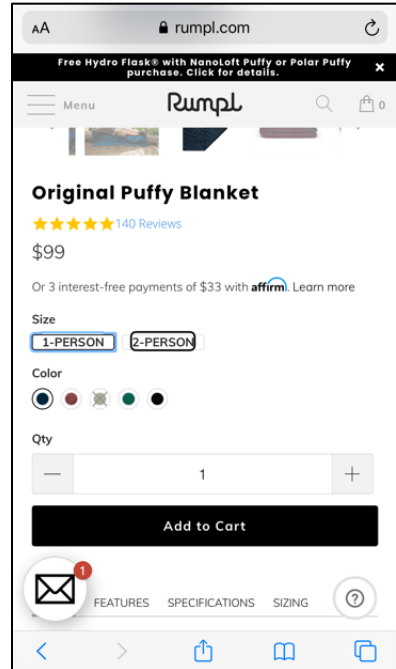 AA
rumpl.com
Free Hydro Flask® with NanoLoft Puffy or Polar Puffy
purchase. Click for details.
Menu
Rumpl
0
Original Puffy Blanket
140 Reviews
$99
Or 3 interest-free payments of $33 with affirm. Learn more
Size
1-PERSON 2-PERSON
Color
Qty
1
Add to Cart
1
FEATURES SPECIFICATIONS SIZING